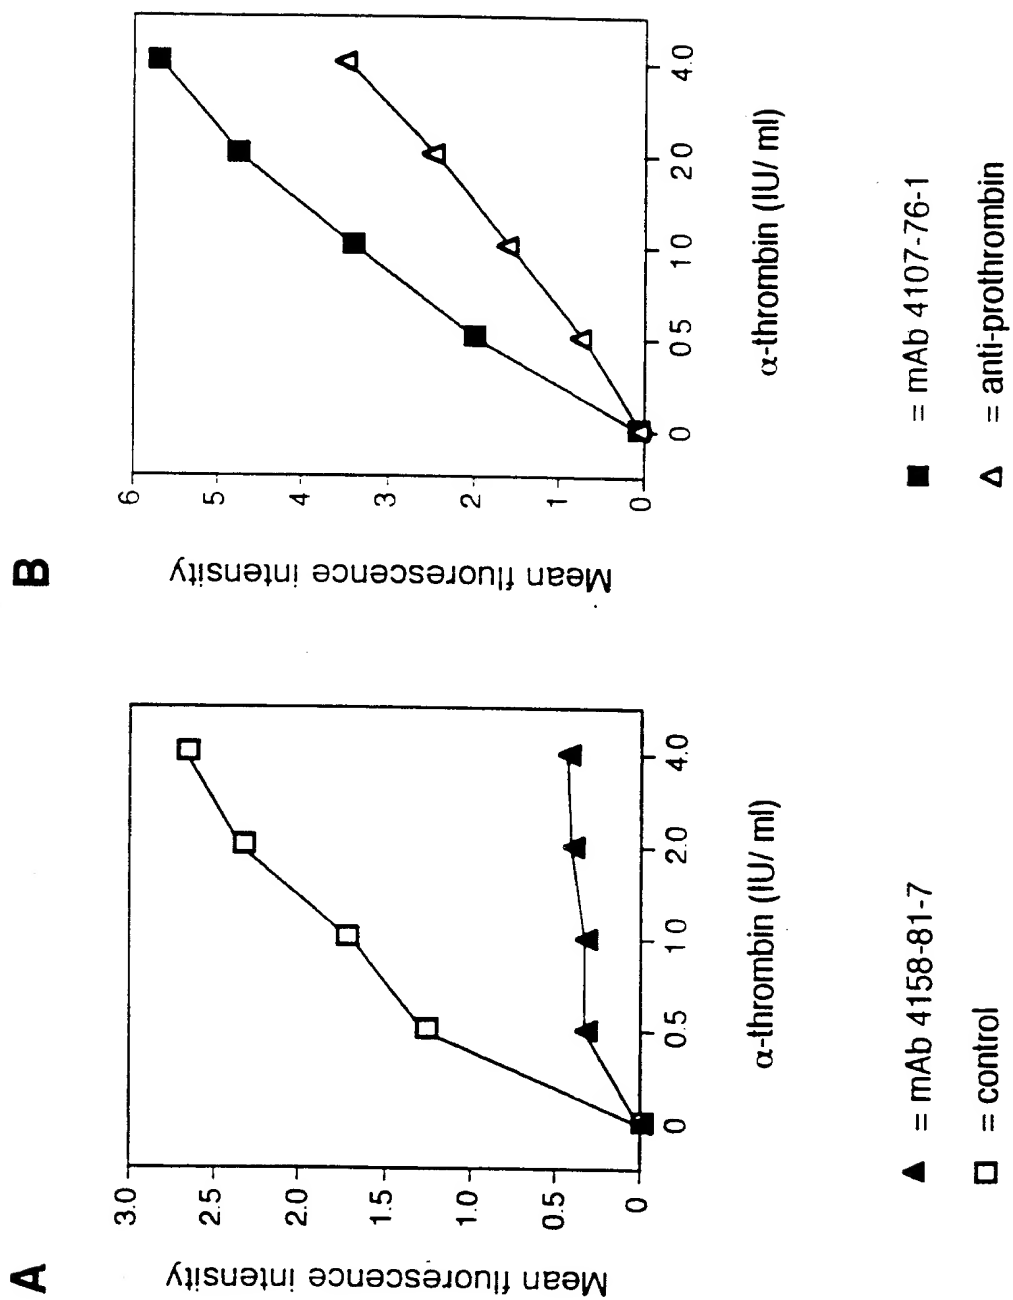 A
Mean fluorescence intensity
3.0
2.5
2.0
1.5
1.0
0.5
0
0 0.5 1 0 2.0 4.0
α-thrombin (IU/ ml)
▲ = mAb 4158-81-7
□ = control
B
Mean fluorescence intensity
6
5
4
3
2
1
0
0 0 5 1 0 2 0 4.0
α-thrombin (IU/ ml)
■ = mAb 4107-76-1
△ = anti-prothrombin